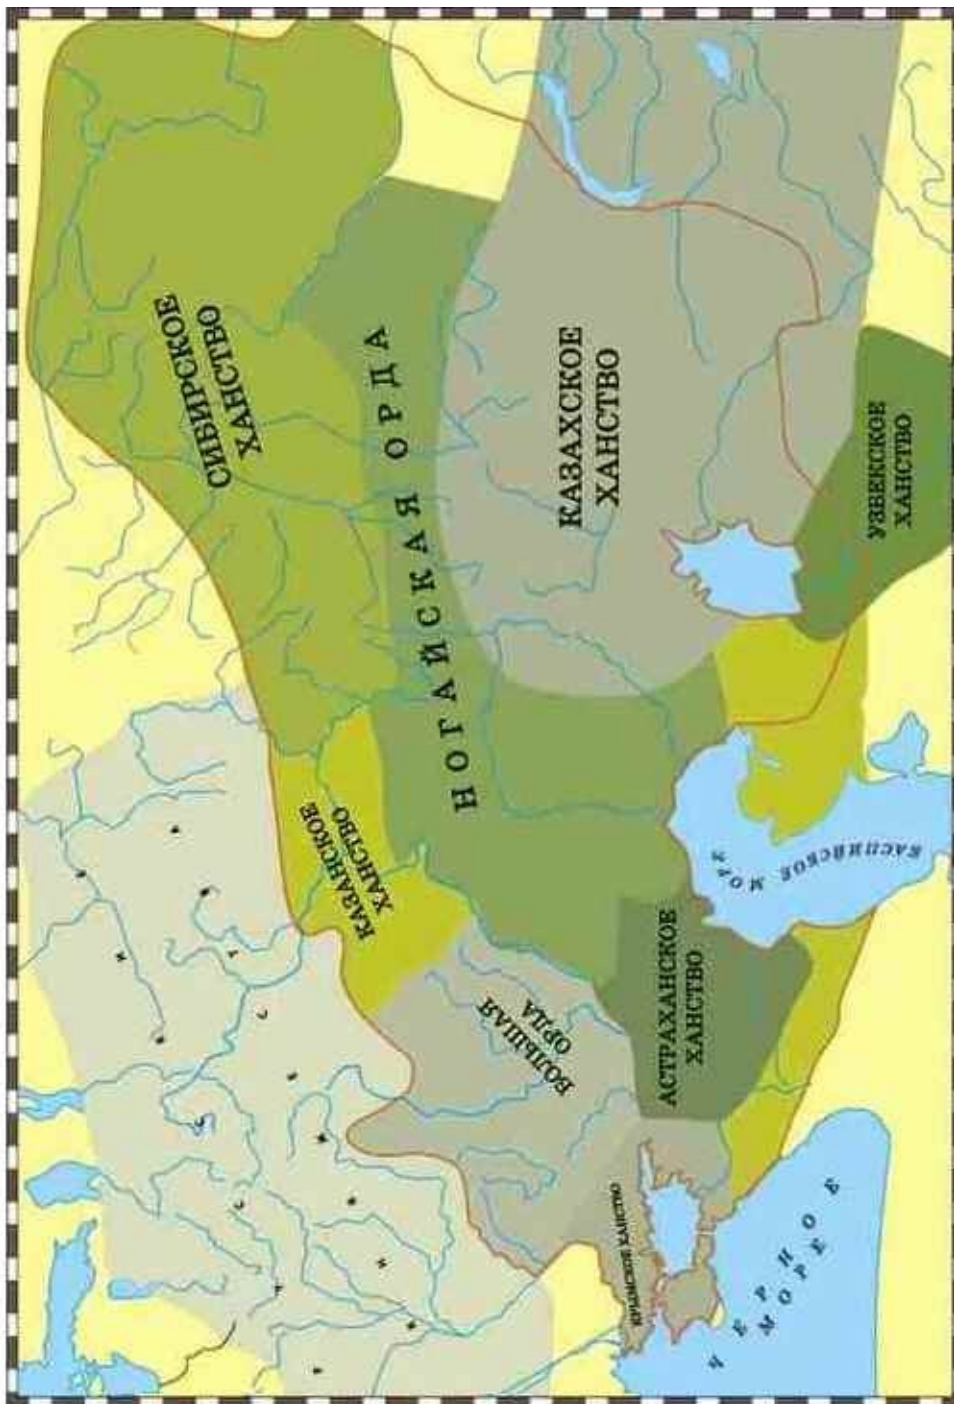 СИБИРСКОЕ
ХАНСТВО
КАЗАНСКОЕ
ХАНСТВО
НОГАЙСКАЯ ОРДА
БОЛЬШАЯ
ОРДА
КАЗАХСКОЕ
ХАНСТВО
КРЫМСКОЕ ХАНСТВО
АСТРАХАНСКОЕ
ХАНСТВО
УЗБЕКСКОЕ
ХАНСТВО
КАСПИЙСКОЕ МОРЕ
ЧЕРНОЕ
МОРЕ